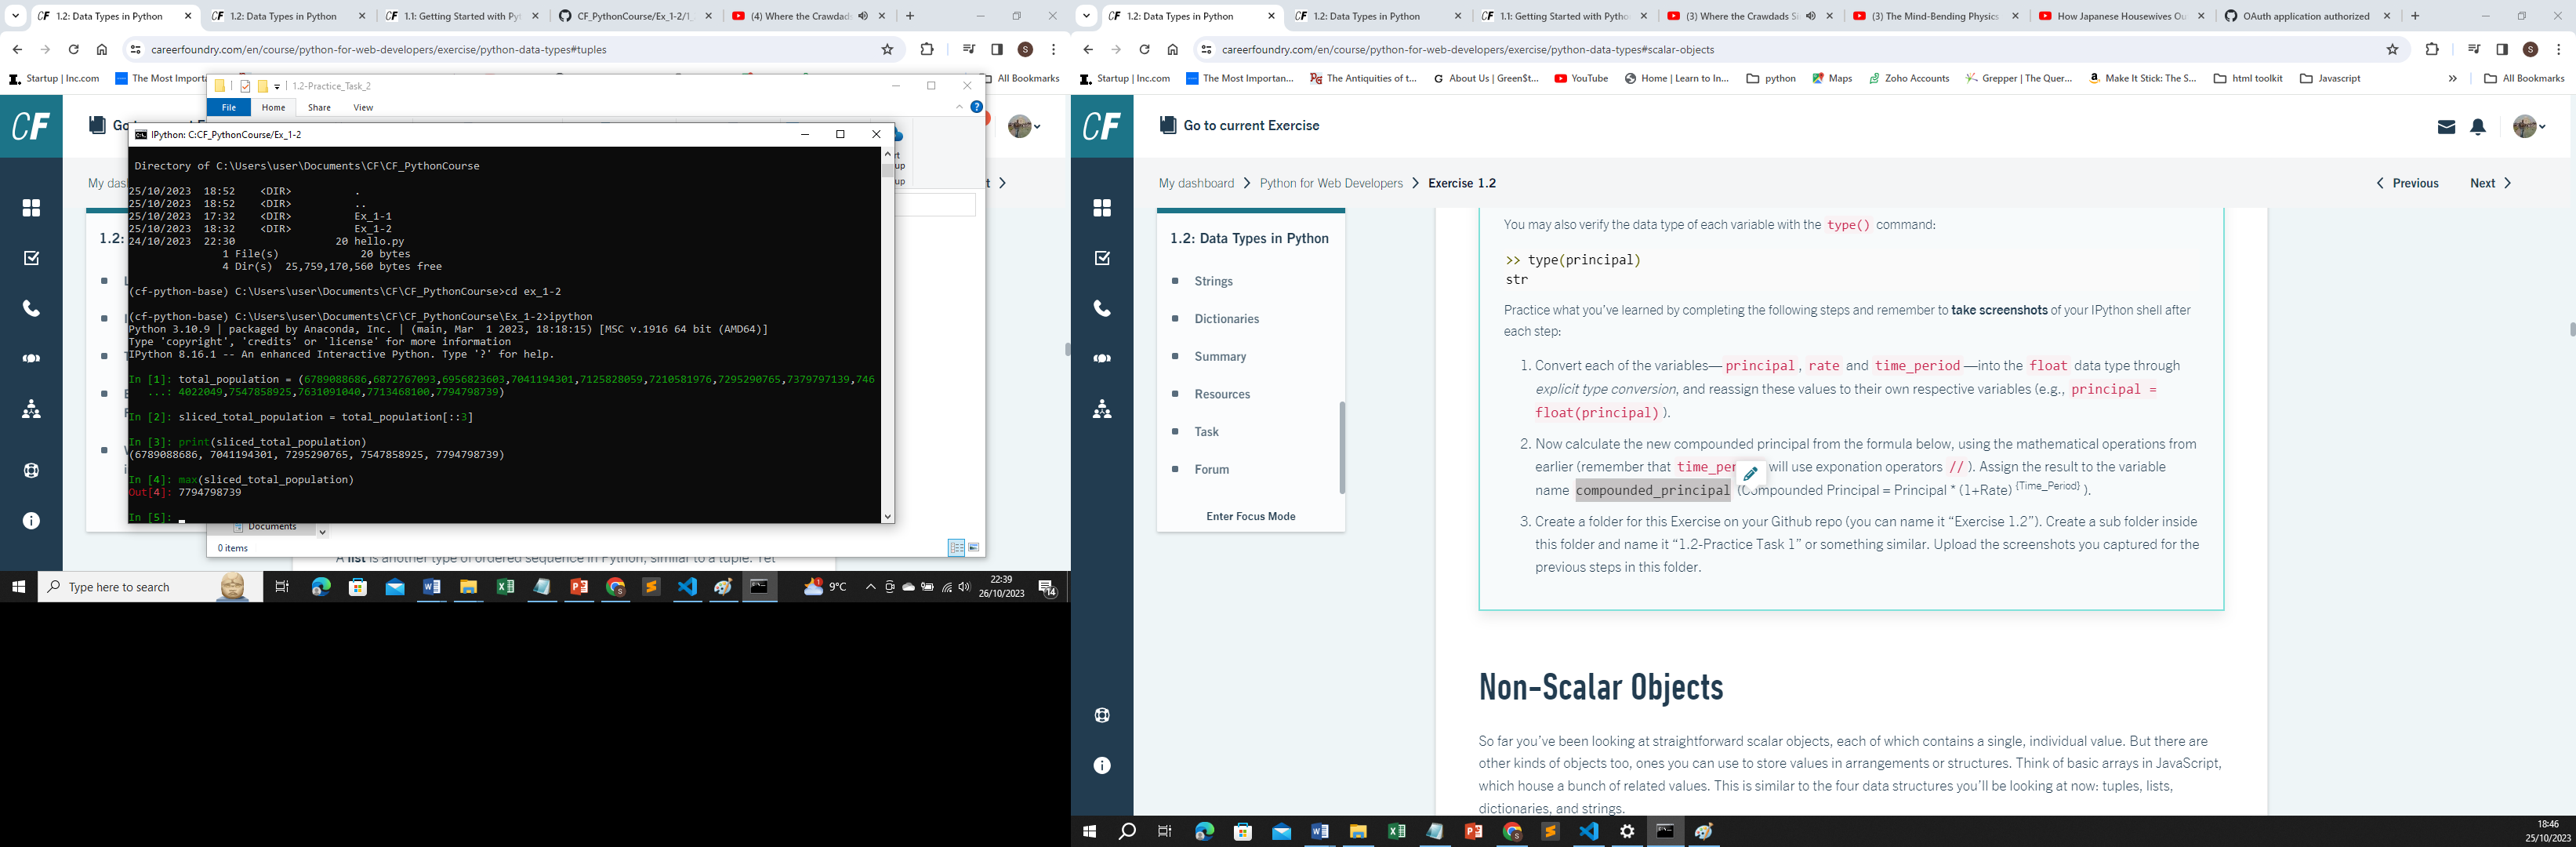 1.2: Data Types in Python
1.2: Data Types in Python
1.1: Getting Started with Pyt
CF_PythonCourse/Ex_1-2/1_
(4) Where the Crawdads
careerfoundry.com/en/course/python-for-web-developers/exercise/python-data-types#tuples
Startup | Inc.com
The Most Importa
All Bookmarks
1.2-Practice_Task_2
File
Home
Share
View
CF
My das
1.2:
IPython: C:CF_PythonCourse/Ex_1-2
Directory of C:\Users\user\Documents\CF\CF_PythonCourse
25/10/2023 18:52 <DIR> .
25/10/2023 18:52 <DIR> ..
25/10/2023 17:32 <DIR> Ex_1-1
25/10/2023 18:32 <DIR> Ex_1-2
24/10/2023 22:30 20 hello.py
1 File(s) 20 bytes
4 Dir(s) 25,759,170,560 bytes free
(cf-python-base) C:\Users\user\Documents\CF\CF_PythonCourse>cd ex_1-2
(cf-python-base) C:\Users\user\Documents\CF\CF_PythonCourse\Ex_1-2>ipython
Python 3.10.9 | packaged by Anaconda, Inc. | (main, Mar 1 2023, 18:18:15) [MSC v.1916 64 bit (AMD64)]
Type 'copyright', 'credits' or 'license' for more information
IPython 8.16.1 -- An enhanced Interactive Python. Type '?' for help.
In [1]: total_population = (6789088686,6872767093,6956823603,7041194301,7125828059,7210581976,7295290765,7379797139,746
...: 4022049,7547858925,7631091040,7713468100,7794798739)
In [2]: sliced_total_population = total_population[::3]
In [3]: print(sliced_total_population)
(6789088686, 7041194301, 7295290765, 7547858925, 7794798739)
In [4]: max(sliced_total_population)
Out[4]: 7794798739
In [5]:
Documents
0 items
A list is another type of ordered sequence in Python, similar to a tuple. Yet
Type here to search
9°C
22:39
26/10/2023
14
1.2: Data Types in Python
1.2: Data Types in Python
1.1: Getting Started with Pytho
(3) Where the Crawdads Si
(3) The Mind-Bending Physics
How Japanese Housewives Ou
OAuth application authorized
careerfoundry.com/en/course/python-for-web-developers/exercise/python-data-types#scalar-objects
Startup | Inc.com
The Most Importan...
The Antiquities of t...
About Us | Green$t...
YouTube
Home | Learn to In...
python
Maps
Zoho Accounts
Grepper | The Quer...
Make It Stick: The S...
html toolkit
Javascript
All Bookmarks
CF
Go to current Exercise
My dashboard > Python for Web Developers > Exercise 1.2
Previous
Next
1.2: Data Types in Python
Strings
Dictionaries
Summary
Resources
Task
Forum
Enter Focus Mode
You may also verify the data type of each variable with the type() command:
>> type(principal)
str
Practice what you've learned by completing the following steps and remember to take screenshots of your IPython shell after
each step:
1. Convert each of the variables—principal, rate and time_period—into the float data type through
explicit type conversion, and reassign these values to their own respective variables (e.g., principal =
float(principal)).
2. Now calculate the new compounded principal from the formula below, using the mathematical operations from
earlier (remember that time_per will use exponation operators //). Assign the result to the variable
name compounded_principal (Compounded Principal = Principal * (1+Rate) {Time_Period} ).
3. Create a folder for this Exercise on your Github repo (you can name it “Exercise 1.2”). Create a sub folder inside
this folder and name it “1.2-Practice Task 1” or something similar. Upload the screenshots you captured for the
previous steps in this folder.
Non-Scalar Objects
So far you've been looking at straightforward scalar objects, each of which contains a single, individual value. But there are
other kinds of objects too, ones you can use to store values in arrangements or structures. Think of basic arrays in JavaScript,
which house a bunch of related values. This is similar to the four data structures you'll be looking at now: tuples, lists,
dictionaries, and strings.
18:46
25/10/2023